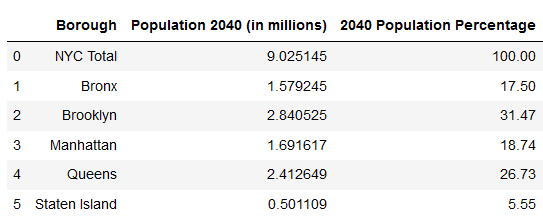 Borough Population 2040 (in millions) 2040 Population Percentage
0 NYC Total 9.025145 100.00
1 Bronx 1.579245 17.50
2 Brooklyn 2.840525 31.47
3 Manhattan 1.691617 18.74
4 Queens 2.412649 26.73
5 Staten Island 0.501109 5.55